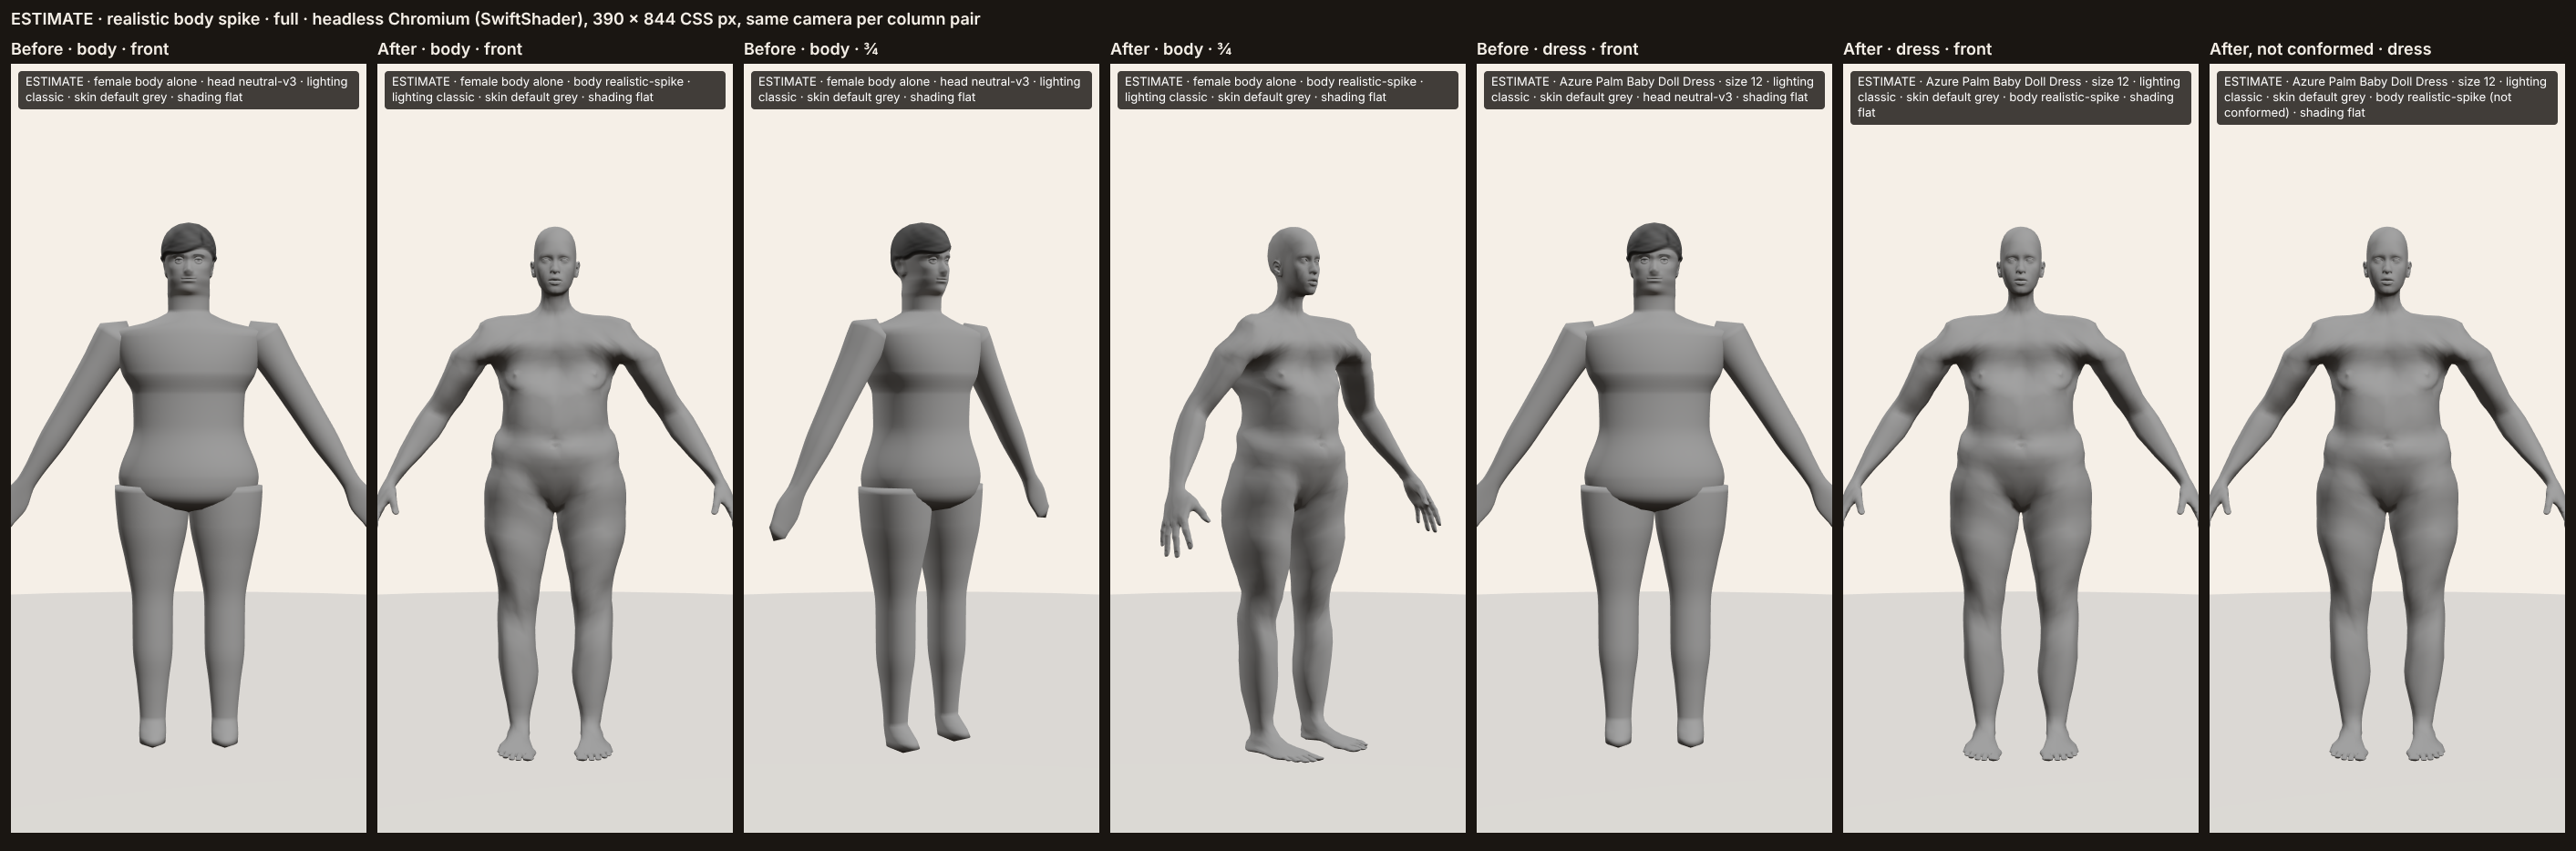 ESTIMATE · realistic body spike · full · headless Chromium (SwiftShader), 390 × 844 CSS px, same camera per column pair
Before · body · front
ESTIMATE · female body alone · head neutral-v3 · lighting
classic · skin default grey · shading flat
After · body · front
ESTIMATE · female body alone · body realistic-spike ·
lighting classic · skin default grey · shading flat
Before · body · ¾
ESTIMATE · female body alone · head neutral-v3 · lighting
classic · skin default grey · shading flat
After · body · ¾
ESTIMATE · female body alone · body realistic-spike ·
lighting classic · skin default grey · shading flat
Before · dress · front
ESTIMATE · Azure Palm Baby Doll Dress · size 12 · lighting
classic · skin default grey · head neutral-v3 · shading flat
After · dress · front
ESTIMATE · Azure Palm Baby Doll Dress · size 12 · lighting
classic · skin default grey · body realistic-spike · shading
flat
After, not conformed · dress
ESTIMATE · Azure Palm Baby Doll Dress · size 12 · lighting
classic · skin default grey · body realistic-spike (not
conformed) · shading flat